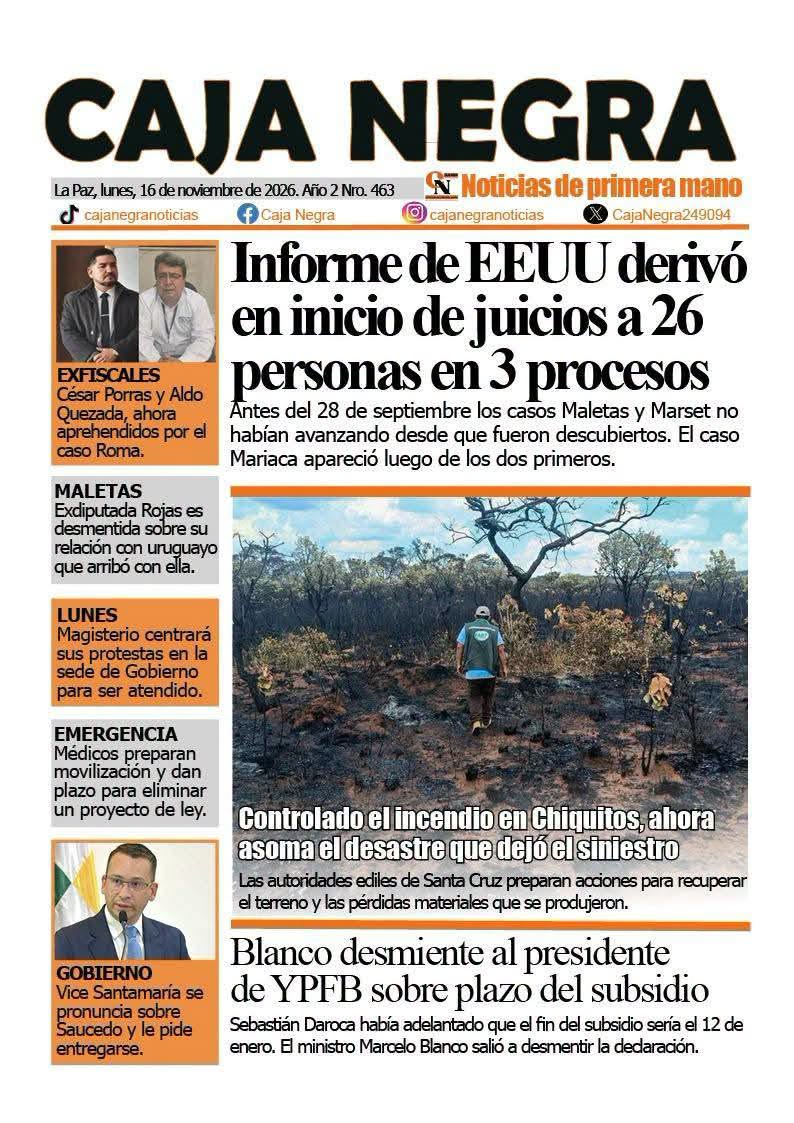 CAJA NEGRA
La Paz, lunes, 16 de noviembre de 2026. Año 2 Nro. 463
CN Noticias de primera mano
cajanegranoticias
Caja Negra
cajanegranoticias
CajaNegra249094
EXFISCALES
César Porras y Aldo
Quezada, ahora
aprehendidos por el
caso Roma.
MALETAS
Exdiputada Rojas es
desmentida sobre su
relación con uruguayo
que arribó con ella.
LUNES
Magisterio centrará
sus protestas en la
sede de Gobierno
para ser atendido.
EMERGENCIA
Médicos preparan
movilización y dan
plazo para eliminar
un proyecto de ley.
GOBIERNO
Vice Santamaría se
pronuncia sobre
Saucedo y le pide
entregarse.
Informe de EEUU derivó
en inicio de juicios a 26
personas en 3 procesos
Antes del 28 de septiembre los casos Maletas y Marset no
habían avanzando desde que fueron descubiertos. El caso
Mariaca apareció luego de los dos primeros.
Controlado el incendio en Chiquitos, ahora
asoma el desastre que dejó el siniestro
Las autoridades ediles de Santa Cruz preparan acciones para recuperar
el terreno y las pérdidas materiales que se produjeron.
Blanco desmiente al presidente
de YPFB sobre plazo del subsidio
Sebastián Daroca había adelantado que el fin del subsidio sería el 12 de
enero. El ministro Marcelo Blanco salió a desmentir la declaración.